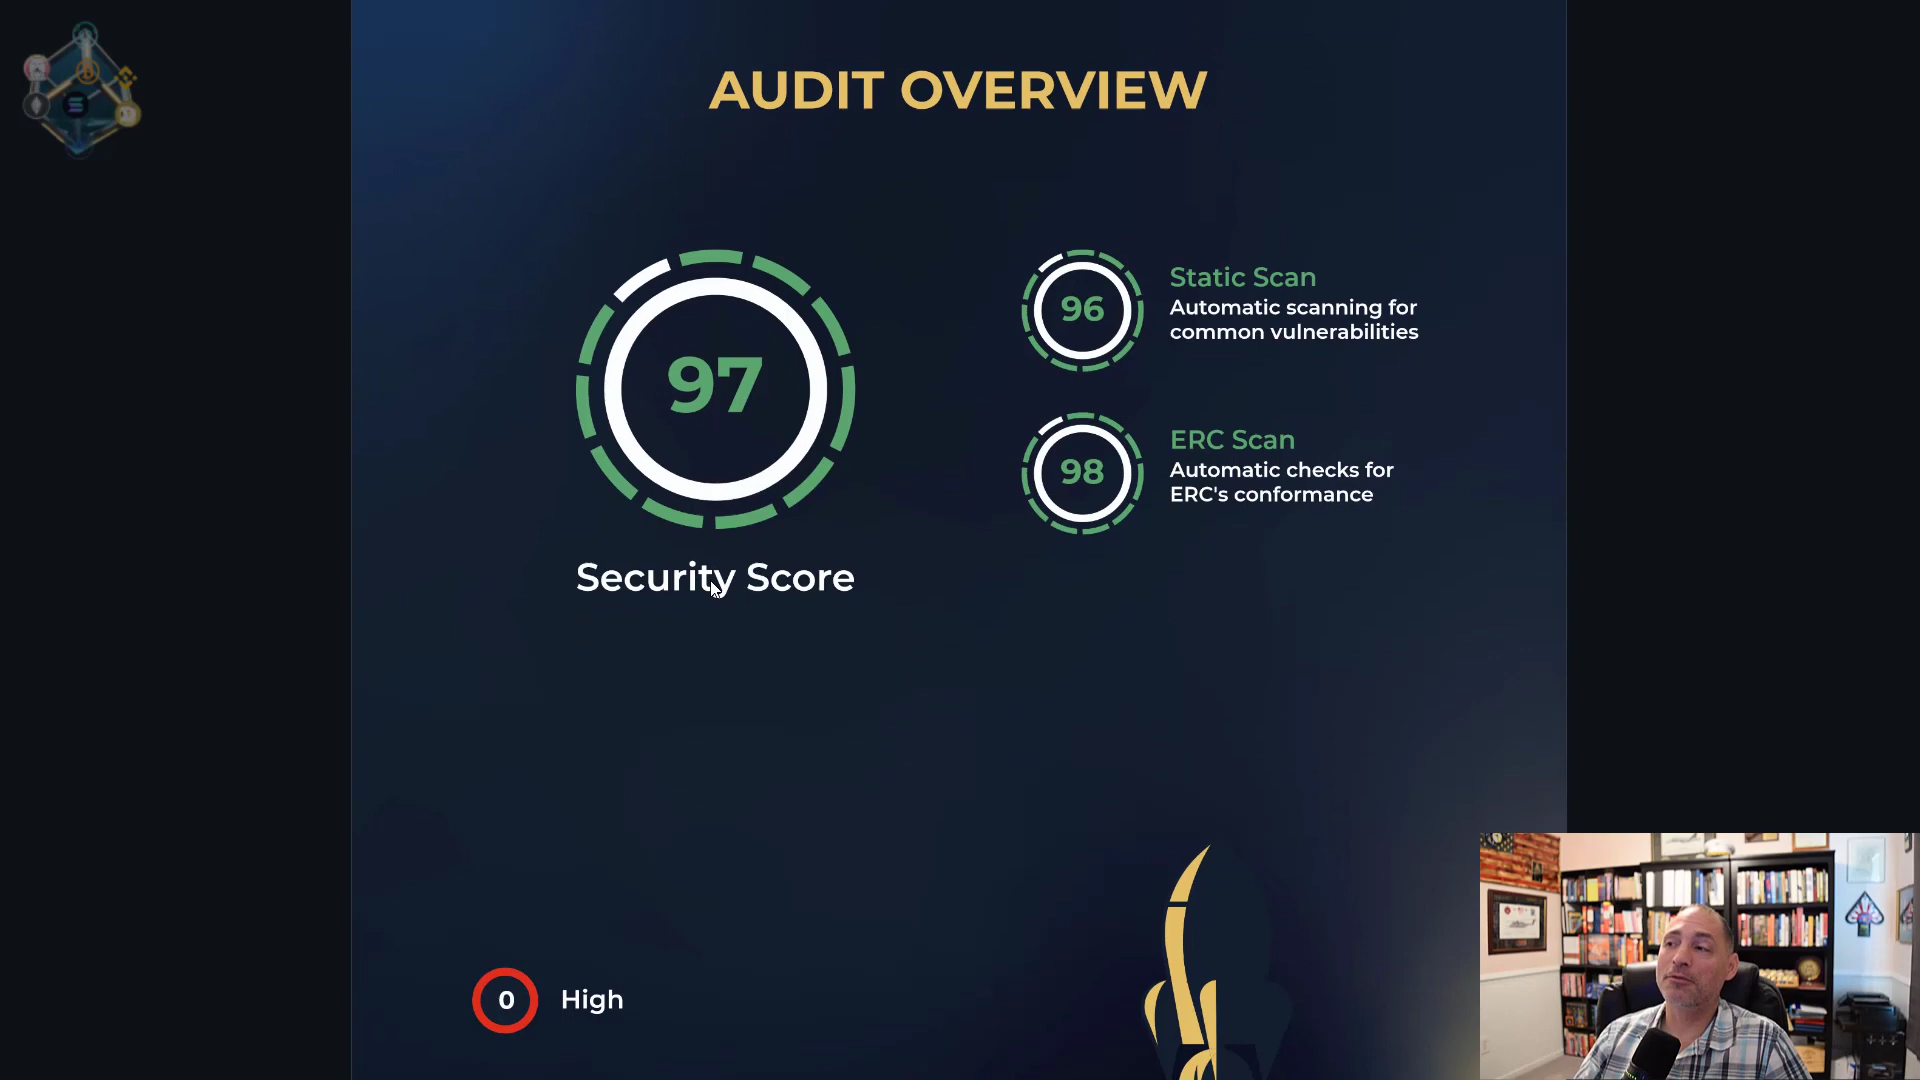 AUDIT OVERVIEW
97
Security Score
96
Static Scan
Automatic scanning for
common vulnerabilities
98
ERC Scan
Automatic checks for
ERC's conformance
0
High